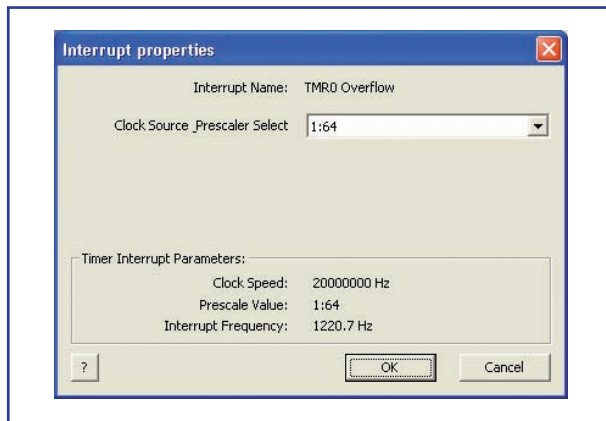 Interrupt properties
Interrupt Name: TMR0 Overflow
Clock Source _Prescaler Select 1:64
Timer Interrupt Parameters:
Clock Speed: 20000000 Hz
Prescale Value: 1:64
Interrupt Frequency: 1220.7 Hz
? OK Cancel